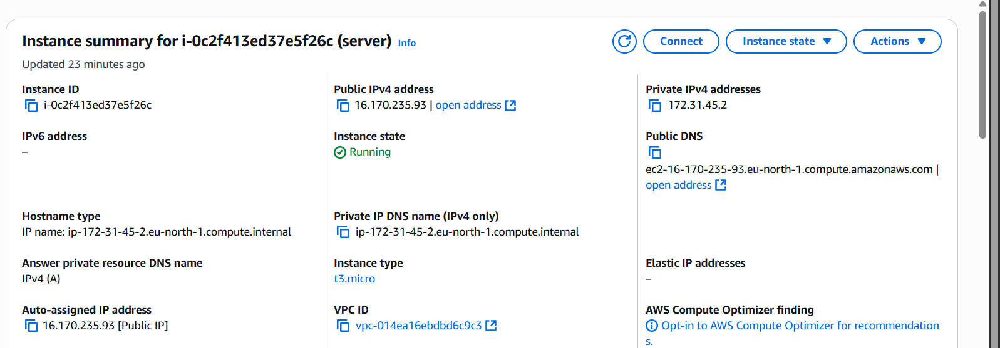 Instance summary for i-0c2f413ed37e5f26c (server) Info
Connect
Instance state
Actions
Updated 23 minutes ago
Instance ID
i-0c2f413ed37e5f26c
Public IPv4 address
16.170.235.93 | open address
Private IPv4 addresses
172.31.45.2
IPv6 address
–
Instance state
Running
Public DNS
ec2-16-170-235-93.eu-north-1.compute.amazonaws.com |
open address
Hostname type
IP name: ip-172-31-45-2.eu-north-1.compute.internal
Private IP DNS name (IPv4 only)
ip-172-31-45-2.eu-north-1.compute.internal
Answer private resource DNS name
IPv4 (A)
Instance type
t3.micro
Elastic IP addresses
–
Auto-assigned IP address
16.170.235.93 [Public IP]
VPC ID
vpc-014ea16ebdbd6c9c3
AWS Compute Optimizer finding
Opt-in to AWS Compute Optimizer for recommendation
s.